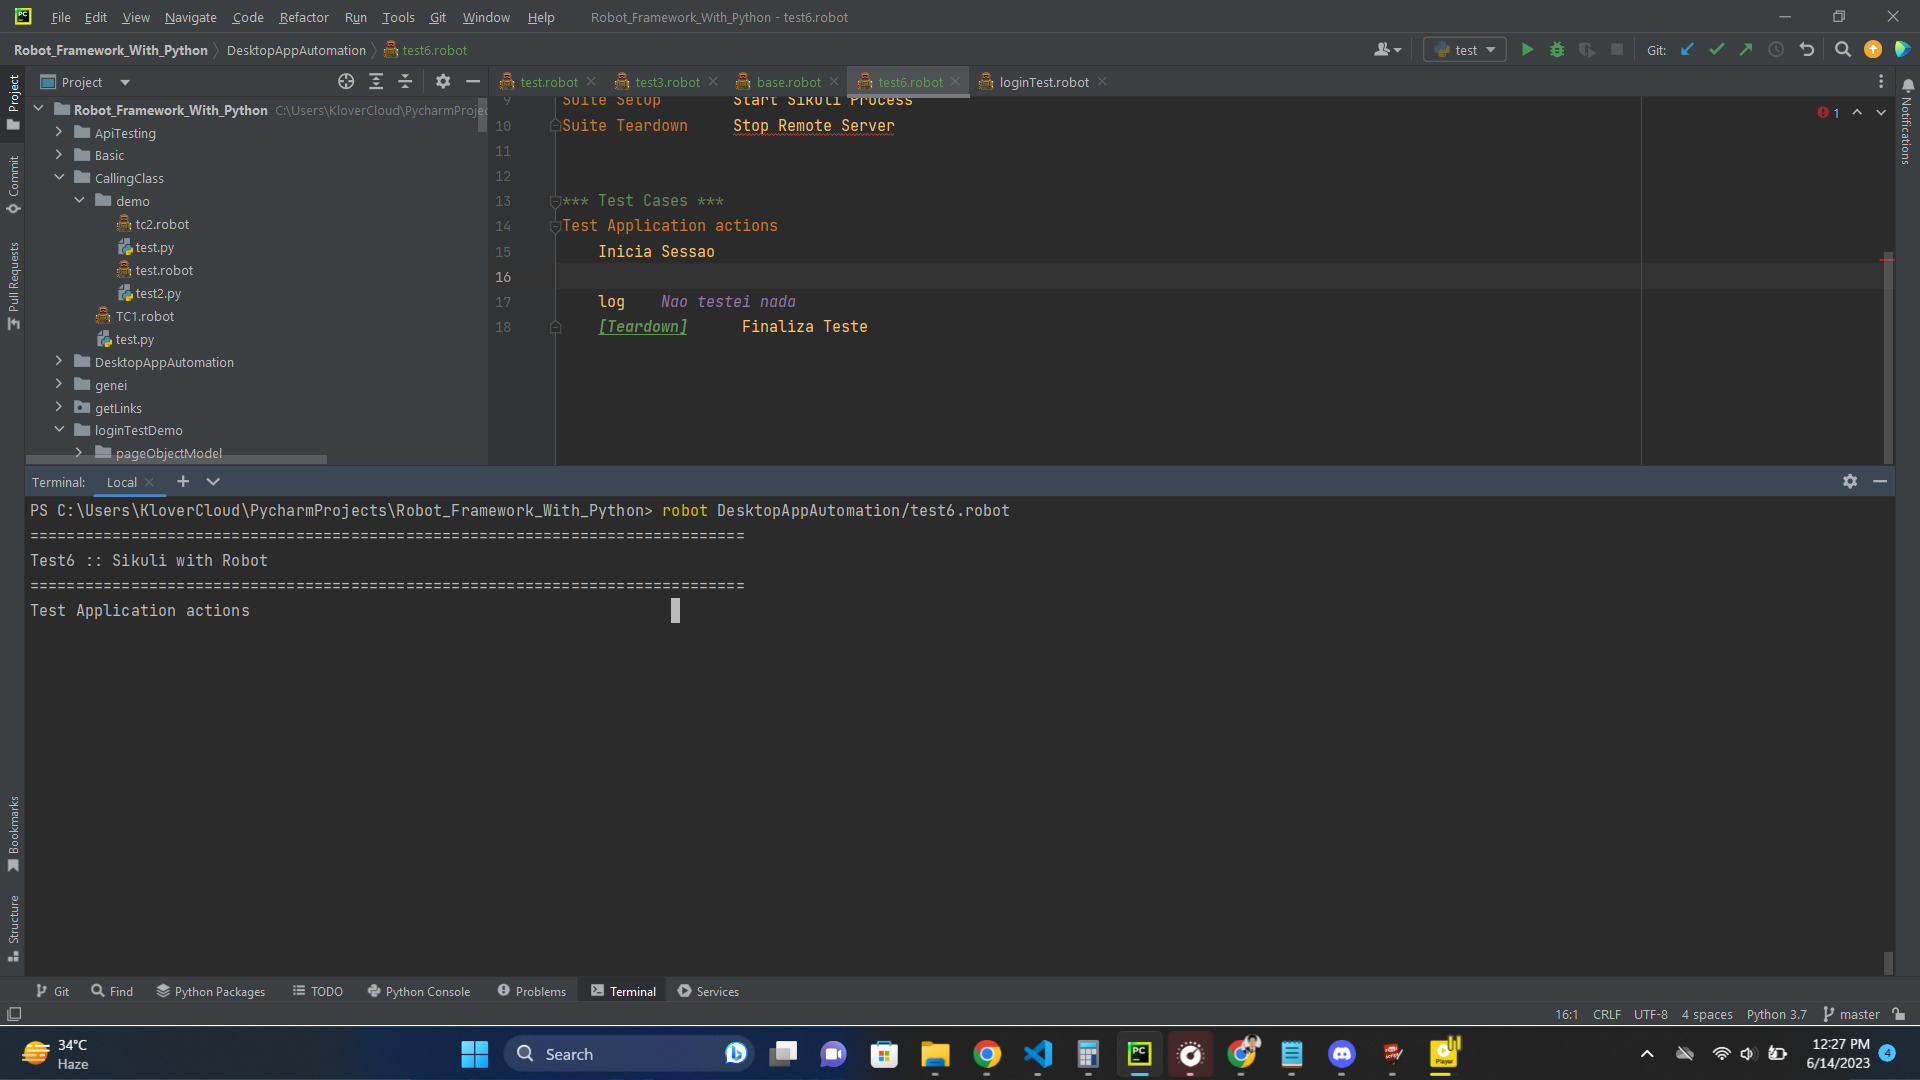 File Edit View Navigate Code Refactor Run Tools Git Window Help Robot_Framework_With_Python - test6.robot
Robot_Framework_With_Python DesktopAppAutomation test6.robot test Git:
Project
test.robot test3.robot base.robot test6.robot loginTest.robot
Robot_Framework_With_Python C:\Users\KloverCloud\PycharmProjec
ApiTesting
Basic
CallingClass
demo
tc2.robot
test.py
test.robot
test2.py
TC1.robot
test.py
DesktopAppAutomation
genei
getLinks
loginTestDemo
pageObjectModel
9 Suite Setup Start Sikuli Process
10 Suite Teardown Stop Remote Server
11
12
13 *** Test Cases ***
14 Test Application actions
15 Inicia Sessao
16
17 log Nao testei nada
18 [Teardown] Finaliza Teste
1
Project
Commit
Pull Requests
Bookmarks
Structure
Notifications
Terminal: Local
PS C:\Users\KloverCloud\PycharmProjects\Robot_Framework_With_Python> robot DesktopAppAutomation/test6.robot
==============================================================================
Test6 :: Sikuli with Robot
==============================================================================
Test Application actions
Git Find Python Packages TODO Python Console Problems Terminal Services
16:1 CRLF UTF-8 4 spaces Python 3.7 master
34°C
Haze
Search
12:27 PM
6/14/2023
4